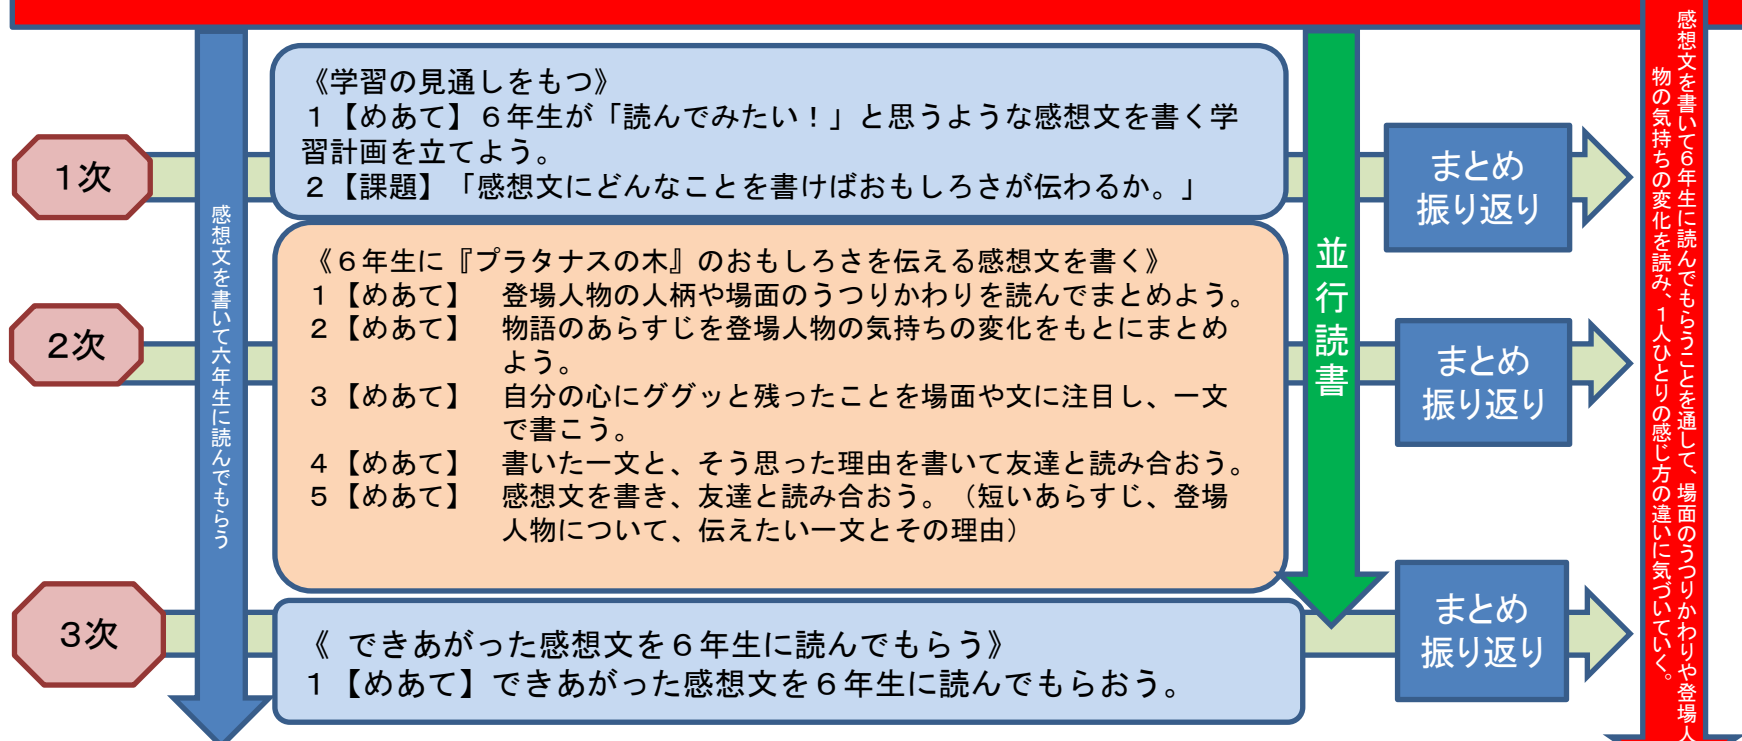 1次
感想文を書いて六年生に読んでもらう
《学習の見通しをもつ》
１【めあて】６年生が「読んでみたい！」と思うような感想文を書く学
習計画を立てよう。
２【課題】「感想文にどんなことを書けばおもしろさが伝わるか。」
並行読書
まとめ
振り返り
感想文を書いて６年生に読んでもらうことを通して、場面のうつりかわりや登場人
物の気持ちの変化を読み、１人ひとりの感じ方の違いに気づいていく。
2次
《６年生に『プラタナスの木』のおもしろさを伝える感想文を書く》
１【めあて】　登場人物の人柄や場面のうつりかわりを読んでまとめよう。
２【めあて】　物語のあらすじを登場人物の気持ちの変化をもとにまとめ
よう。
３【めあて】　自分の心にググッと残ったことを場面や文に注目し、一文
で書こう。
４【めあて】　書いた一文と、そう思った理由を書いて友達と読み合おう。
５【めあて】　感想文を書き、友達と読み合おう。（短いあらすじ、登場
人物について、伝えたい一文とその理由）
まとめ
振り返り
3次
《 できあがった感想文を６年生に読んでもらう》
１【めあて】できあがった感想文を６年生に読んでもらおう。
まとめ
振り返り